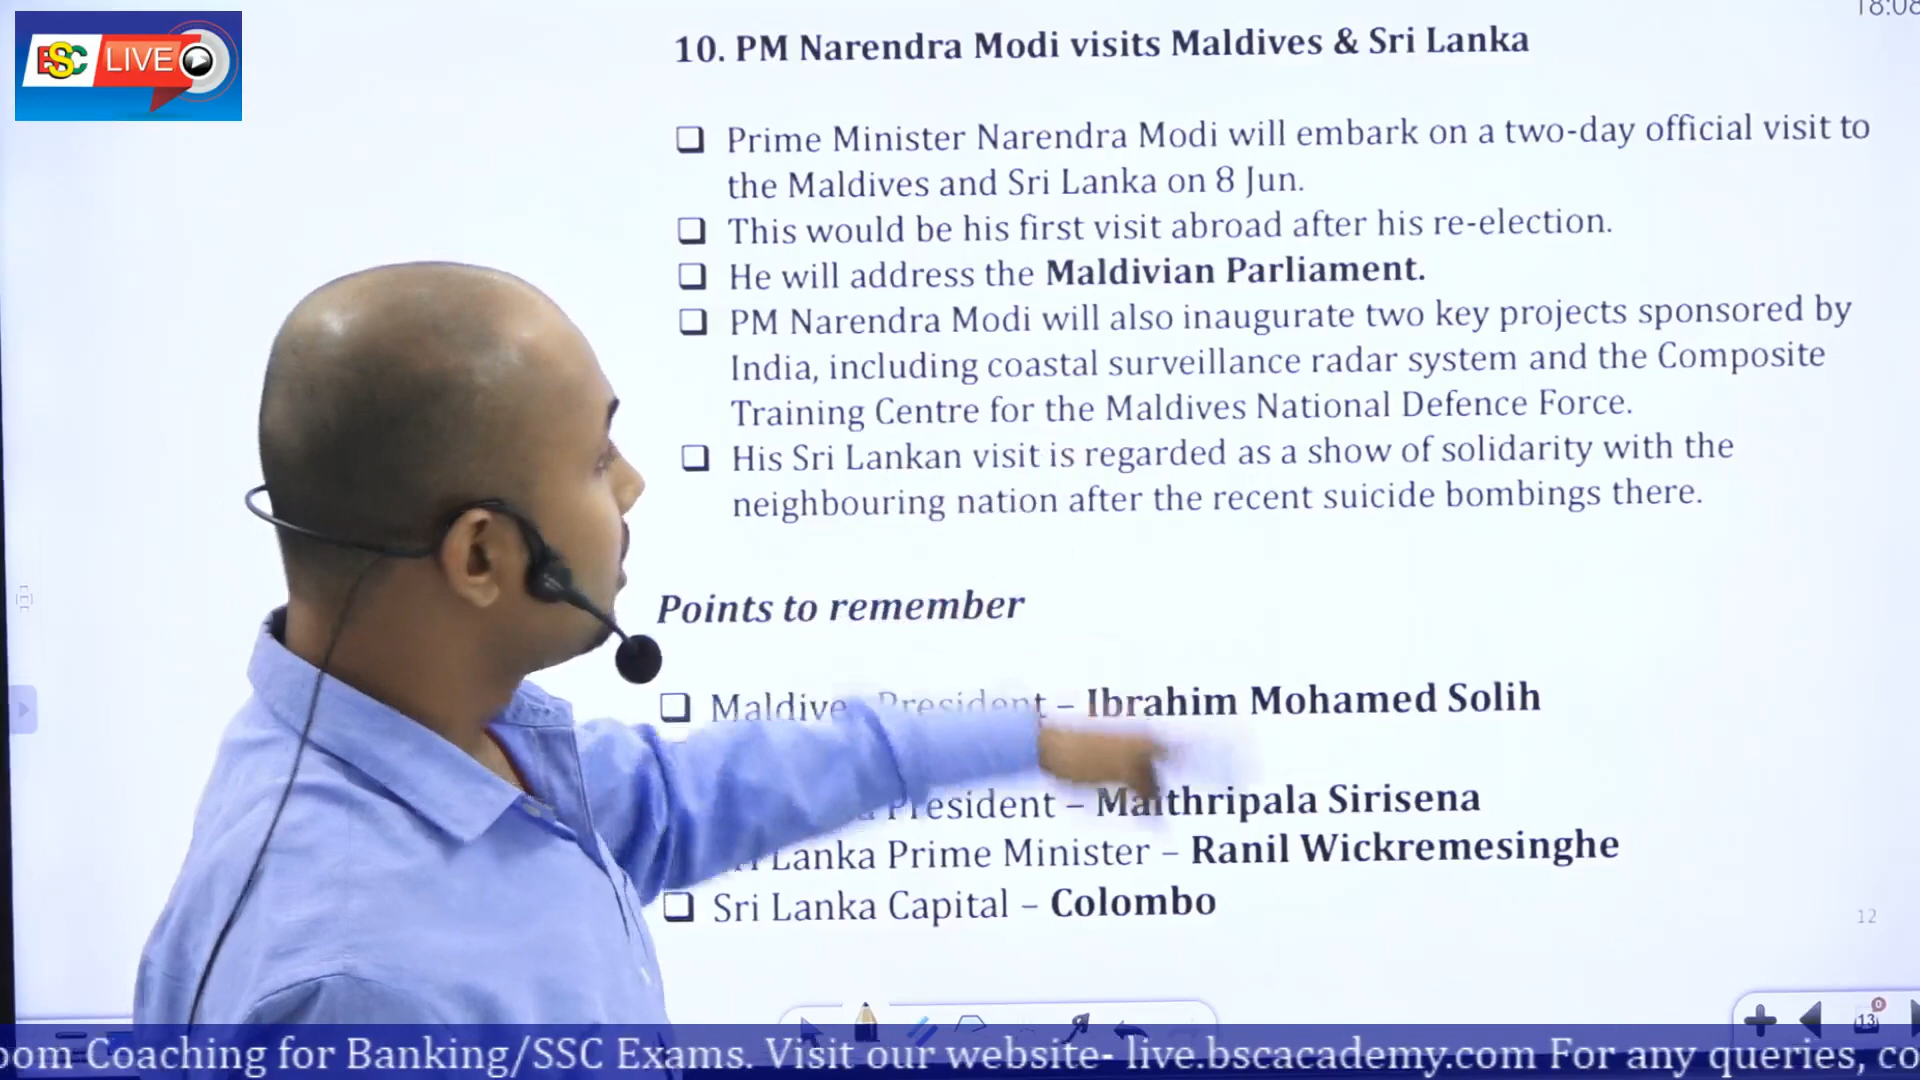 18:08
BSC LIVE
10. PM Narendra Modi visits Maldives & Sri Lanka
❑ Prime Minister Narendra Modi will embark on a two-day official visit to
the Maldives and Sri Lanka on 8 Jun.
❑ This would be his first visit abroad after his re-election.
❑ He will address the Maldivian Parliament.
❑ PM Narendra Modi will also inaugurate two key projects sponsored by
India, including coastal surveillance radar system and the Composite
Training Centre for the Maldives National Defence Force.
❑ His Sri Lankan visit is regarded as a show of solidarity with the
neighbouring nation after the recent suicide bombings there.
Points to remember
❑ Maldive President – Ibrahim Mohamed Solih
President – Maithripala Sirisena
Lanka Prime Minister – Ranil Wickremesinghe
❑ Sri Lanka Capital – Colombo
12
0
13
oom Coaching for Banking/SSC Exams. Visit our website- live.bscacademy.com For any queries, co